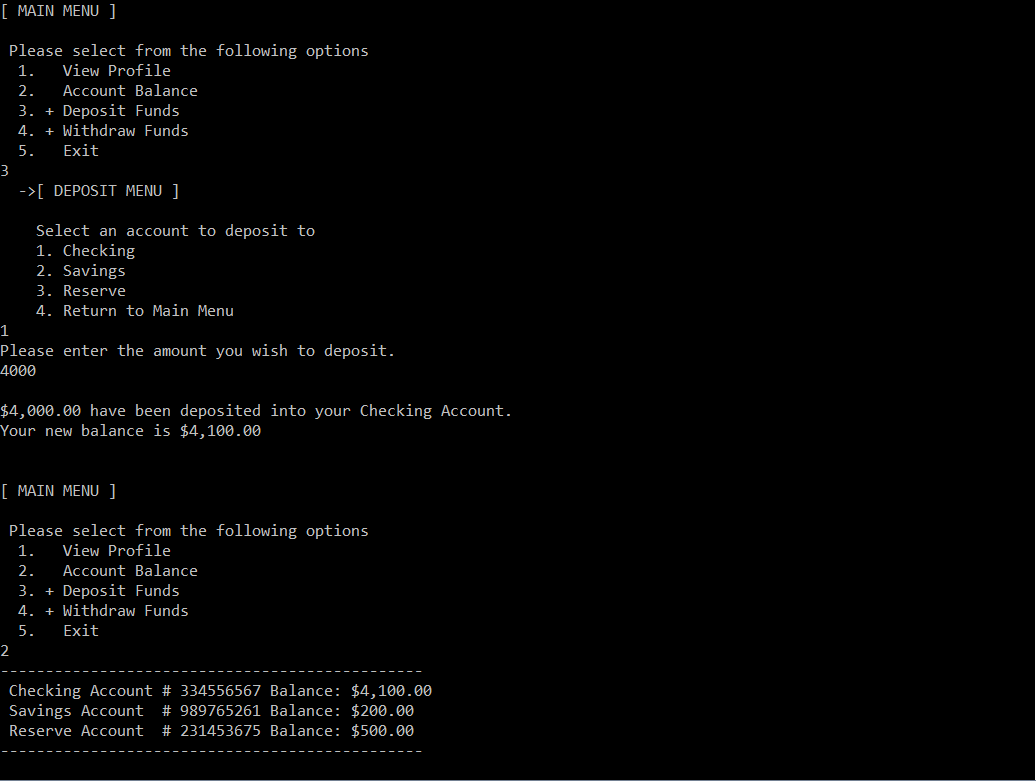 [ MAIN MENU ]
Please select from the following options
1.   View Profile
2.   Account Balance
3. + Deposit Funds
4. + Withdraw Funds
5.   Exit
3
->[ DEPOSIT MENU ]
Select an account to deposit to
1. Checking
2. Savings
3. Reserve
4. Return to Main Menu
1
Please enter the amount you wish to deposit.
4000
$4,000.00 have been deposited into your Checking Account.
Your new balance is $4,100.00
[ MAIN MENU ]
Please select from the following options
1.   View Profile
2.   Account Balance
3. + Deposit Funds
4. + Withdraw Funds
5.   Exit
2
-----------------------------------------------
Checking Account # 334556567 Balance: $4,100.00
Savings Account  # 989765261 Balance: $200.00
Reserve Account  # 231453675 Balance: $500.00
-----------------------------------------------